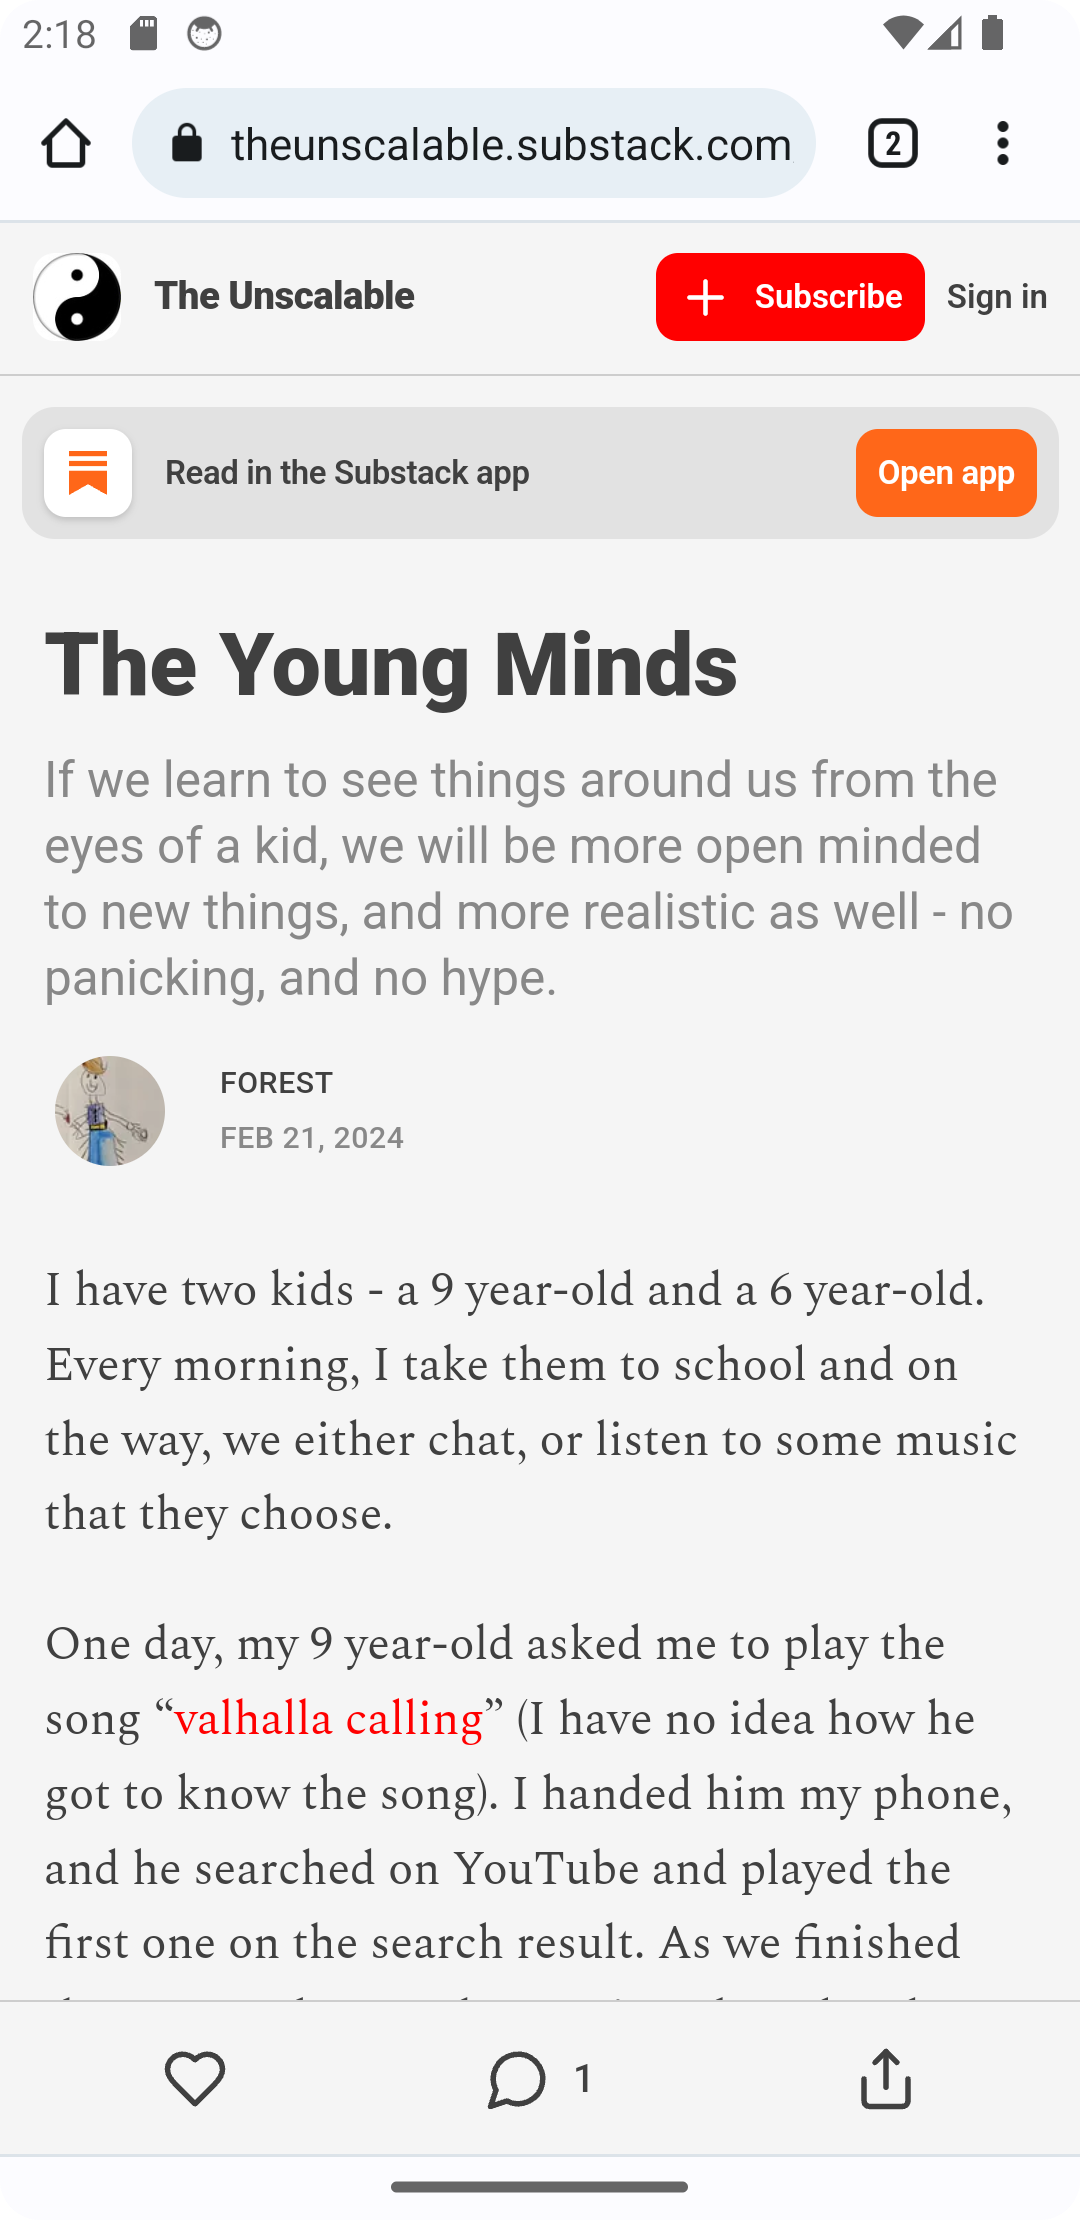 2:18
theunscalable.substack.com
2
The Unscalable
Subscribe
Sign in
Read in the Substack app
Open app
The Young Minds
If we learn to see things around us from the
eyes of a kid, we will be more open minded
to new things, and more realistic as well - no
panicking, and no hype.
FOREST
FEB 21, 2024
I have two kids - a 9 year-old and a 6 year-old.
Every morning, I take them to school and on
the way, we either chat, or listen to some music
that they choose.
One day, my 9 year-old asked me to play the
song “valhalla calling” (I have no idea how he
got to know the song). I handed him my phone,
and he searched on YouTube and played the
first one on the search result. As we finished
1